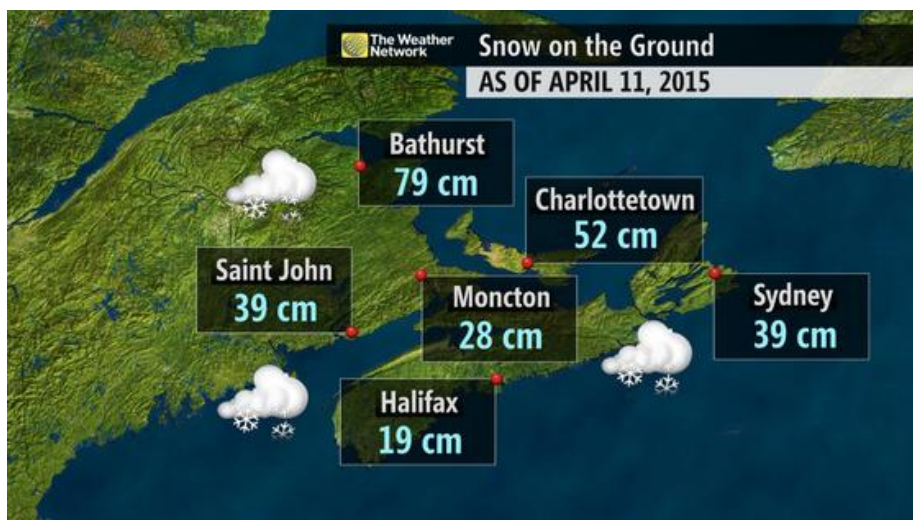 The Weather
Network
Snow on the Ground
AS OF APRIL 11, 2015
Bathurst
79 cm
Charlottetown
52 cm
Saint John
39 cm
Moncton
28 cm
Sydney
39 cm
Halifax
19 cm